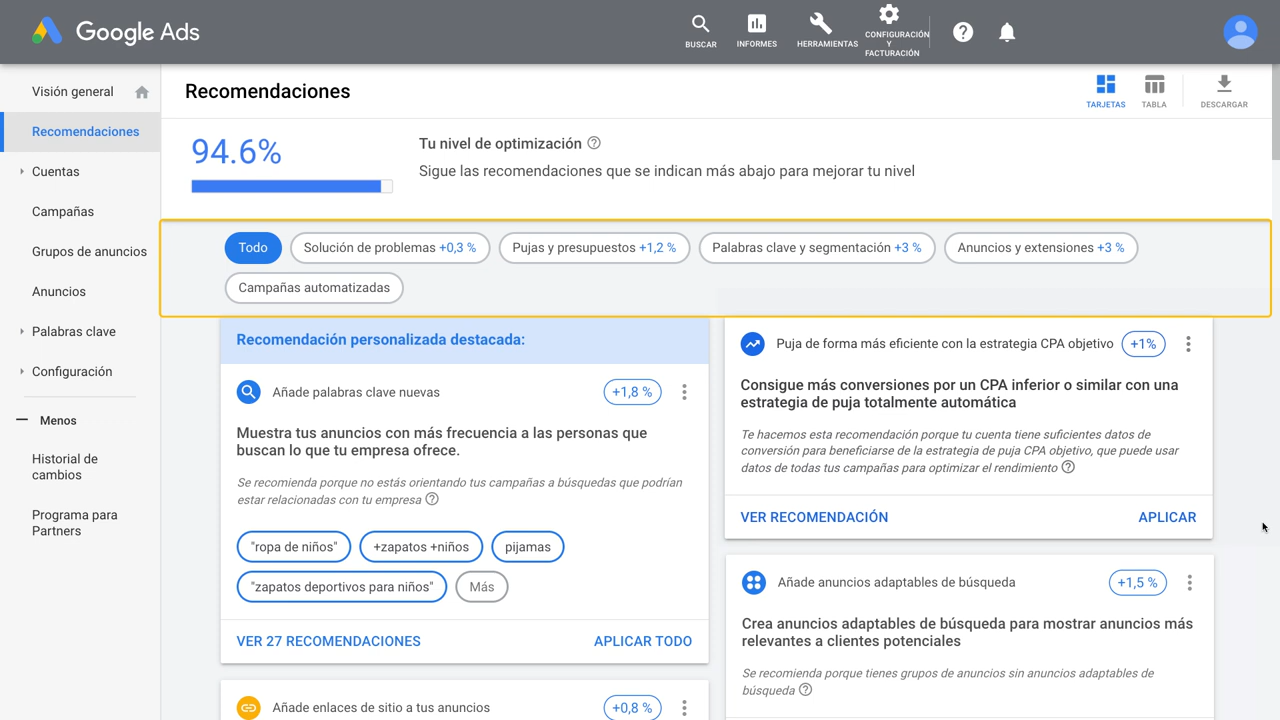 Google Ads
BUSCAR
INFORMES
HERRAMIENTAS
CONFIGURACIÓN
Y
FACTURACIÓN
Visión general
Recomendaciones
Cuentas
Campañas
Grupos de anuncios
Anuncios
Palabras clave
Configuración
Menos
Historial de
cambios
Programa para
Partners
Recomendaciones
TARJETAS
TABLA
DESCARGAR
94.6%
Tu nivel de optimización
Sigue las recomendaciones que se indican más abajo para mejorar tu nivel
Todo
Solución de problemas +0,3 %
Pujas y presupuestos +1,2 %
Palabras clave y segmentación +3 %
Anuncios y extensiones +3 %
Campañas automatizadas
Recomendación personalizada destacada:
Añade palabras clave nuevas
+1,8 %
Muestra tus anuncios con más frecuencia a las personas que
buscan lo que tu empresa ofrece.
Se recomienda porque no estás orientando tus campañas a búsquedas que podrían
estar relacionadas con tu empresa
"ropa de niños"
+zapatos +niños
pijamas
"zapatos deportivos para niños"
Más
VER 27 RECOMENDACIONES
APLICAR TODO
Añade enlaces de sitio a tus anuncios
+0,8 %
Puja de forma más eficiente con la estrategia CPA objetivo
+1%
Consigue más conversiones por un CPA inferior o similar con una
estrategia de puja totalmente automática
Te hacemos esta recomendación porque tu cuenta tiene suficientes datos de
conversión para beneficiarse de la estrategia de puja CPA objetivo, que puede usar
datos de todas tus campañas para optimizar el rendimiento
VER RECOMENDACIÓN
APLICAR
Añade anuncios adaptables de búsqueda
+1,5 %
Crea anuncios adaptables de búsqueda para mostrar anuncios más
relevantes a clientes potenciales
Se recomienda porque tienes grupos de anuncios sin anuncios adaptables de
búsqueda